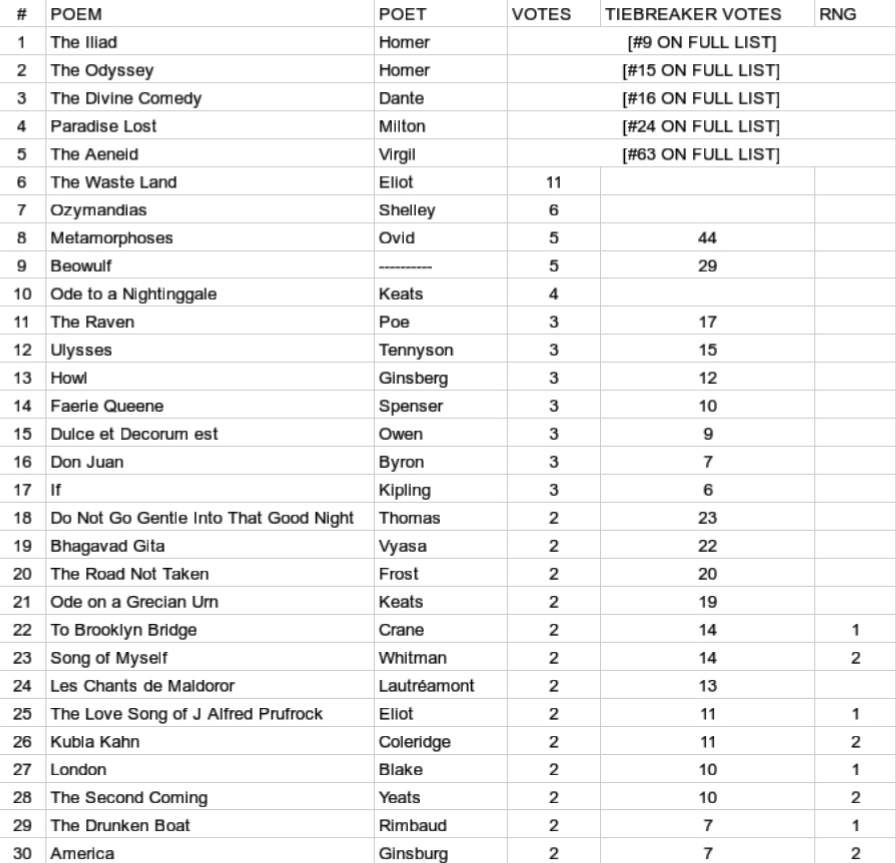 # POEM POET VOTES TIEBREAKER VOTES RNG
1 The Iliad Homer [#9 ON FULL LIST]
2 The Odyssey Homer [#15 ON FULL LIST]
3 The Divine Comedy Dante [#16 ON FULL LIST]
4 Paradise Lost Milton [#24 ON FULL LIST]
5 The Aeneid Virgil [#63 ON FULL LIST]
6 The Waste Land Eliot 11
7 Ozymandias Shelley 6
8 Metamorphoses Ovid 5 44
9 Beowulf ---------- 5 29
10 Ode to a Nightinggale Keats 4
11 The Raven Poe 3 17
12 Ulysses Tennyson 3 15
13 Howl Ginsberg 3 12
14 Faerie Queene Spenser 3 10
15 Dulce et Decorum est Owen 3 9
16 Don Juan Byron 3 7
17 If Kipling 3 6
18 Do Not Go Gentle Into That Good Night Thomas 2 23
19 Bhagavad Gita Vyasa 2 22
20 The Road Not Taken Frost 2 20
21 Ode on a Grecian Urn Keats 2 19
22 To Brooklyn Bridge Crane 2 14 1
23 Song of Myself Whitman 2 14 2
24 Les Chants de Maldoror Lautréamont 2 13
25 The Love Song of J Alfred Prufrock Eliot 2 11 1
26 Kubla Kahn Coleridge 2 11 2
27 London Blake 2 10 1
28 The Second Coming Yeats 2 10 2
29 The Drunken Boat Rimbaud 2 7 1
30 America Ginsburg 2 7 2